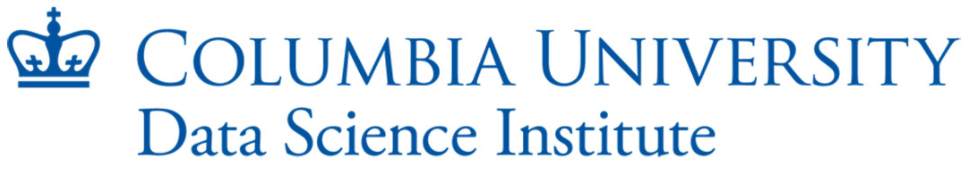 COLUMBIA UNIVERSITY
Data Science Institute